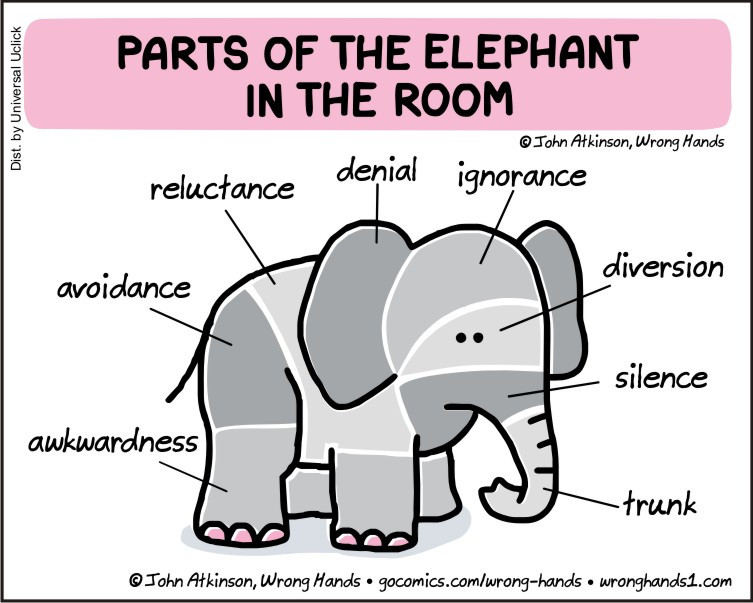 PARTS OF THE ELEPHANT
IN THE ROOM
Dist. by Universal Uclick
© John Atkinson, Wrong Hands
denial
ignorance
reluctance
diversion
avoidance
silence
awkwardness
trunk
© John Atkinson, Wrong Hands • gocomics.com/wrong-hands • wronghands1.com